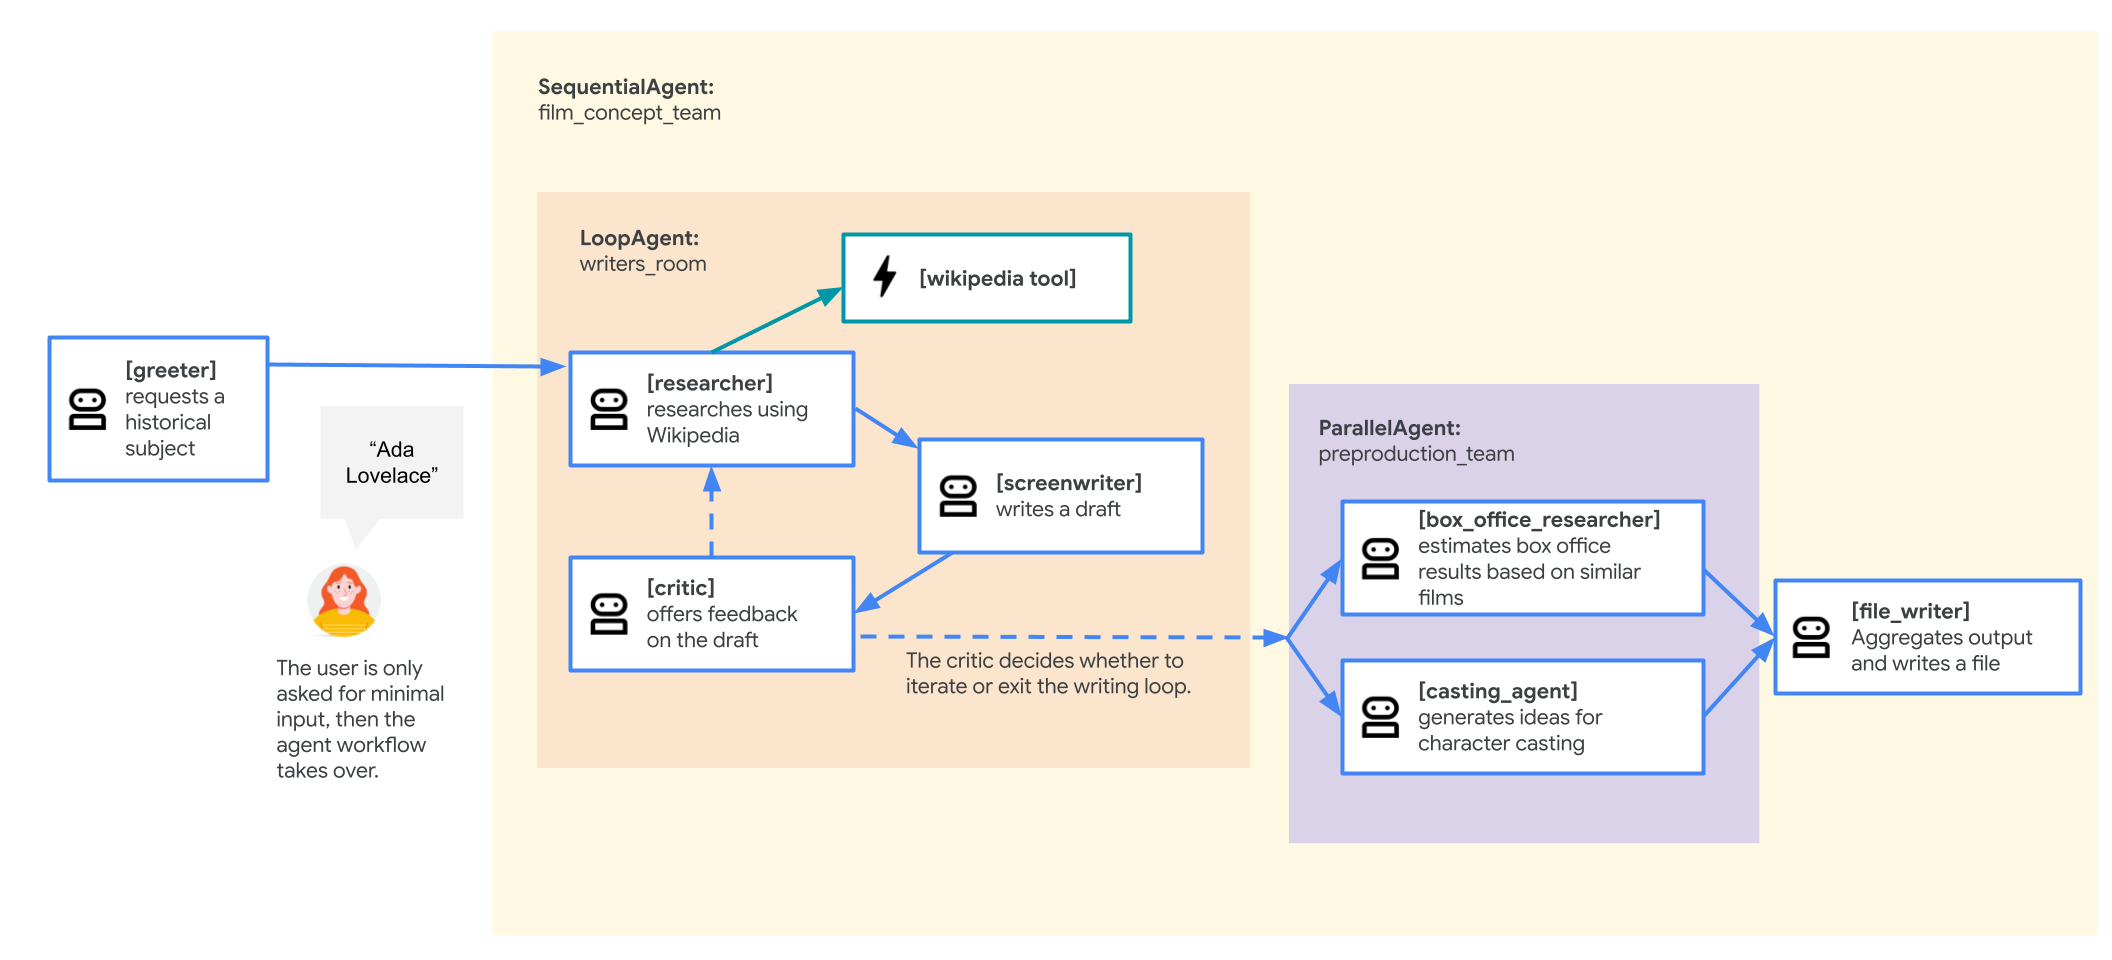 SequentialAgent:
film_concept_team
LoopAgent:
writers_room
[wikipedia tool]
[greeter]
requests a
historical
subject
“Ada
Lovelace”
The user is only
asked for minimal
input, then the
agent workflow
takes over.
[researcher]
researches using
Wikipedia
[screenwriter]
writes a draft
[critic]
offers feedback
on the draft
The critic decides whether to
iterate or exit the writing loop.
ParallelAgent:
preproduction_team
[box_office_researcher]
estimates box office
results based on similar
films
[casting_agent]
generates ideas for
character casting
[file_writer]
Aggregates output
and writes a file